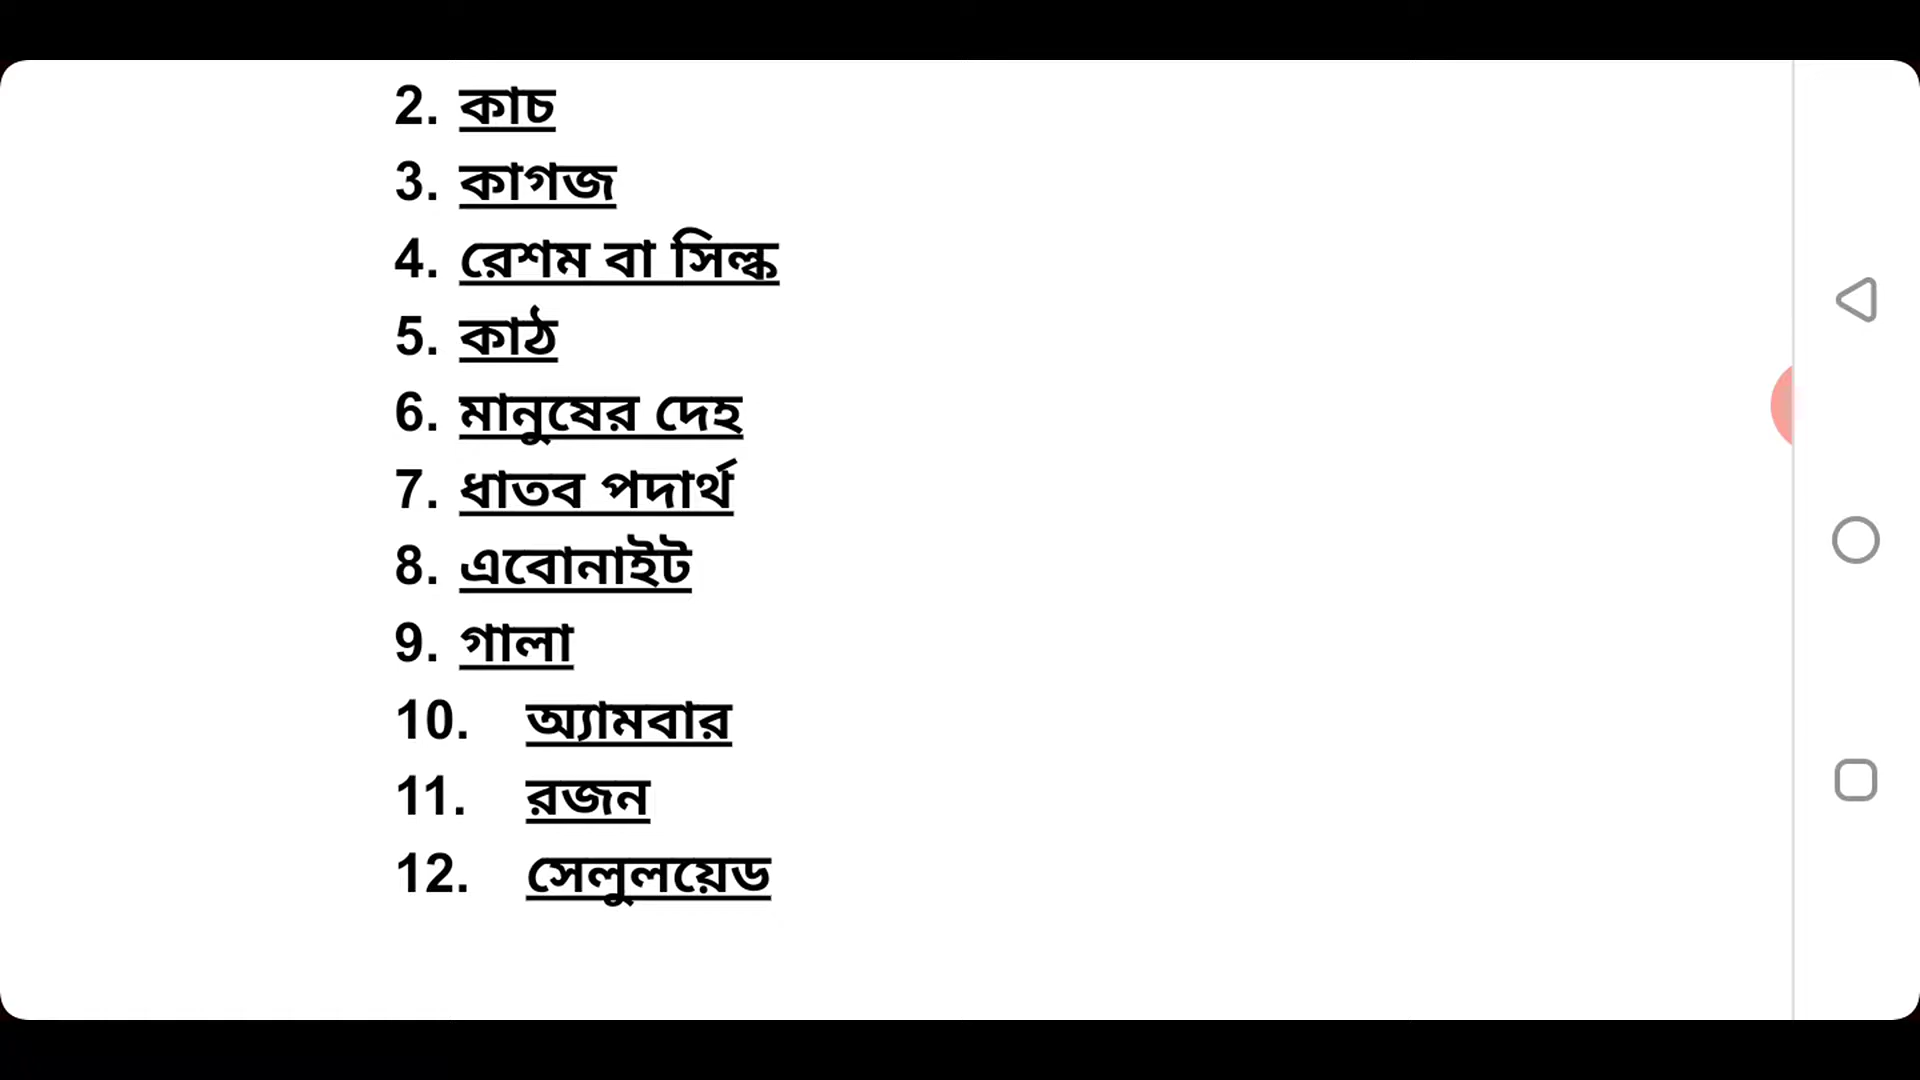 2. কাচ
3. কাগজ
4. রেশম বা সিল্ক
5. কাঠ
6. মানুষের দেহ
7. ধাতব পদার্থ
8. এবোনাইট
9. গালা
10. অ্যামবার
11. রজন
12. সেলুলয়েড